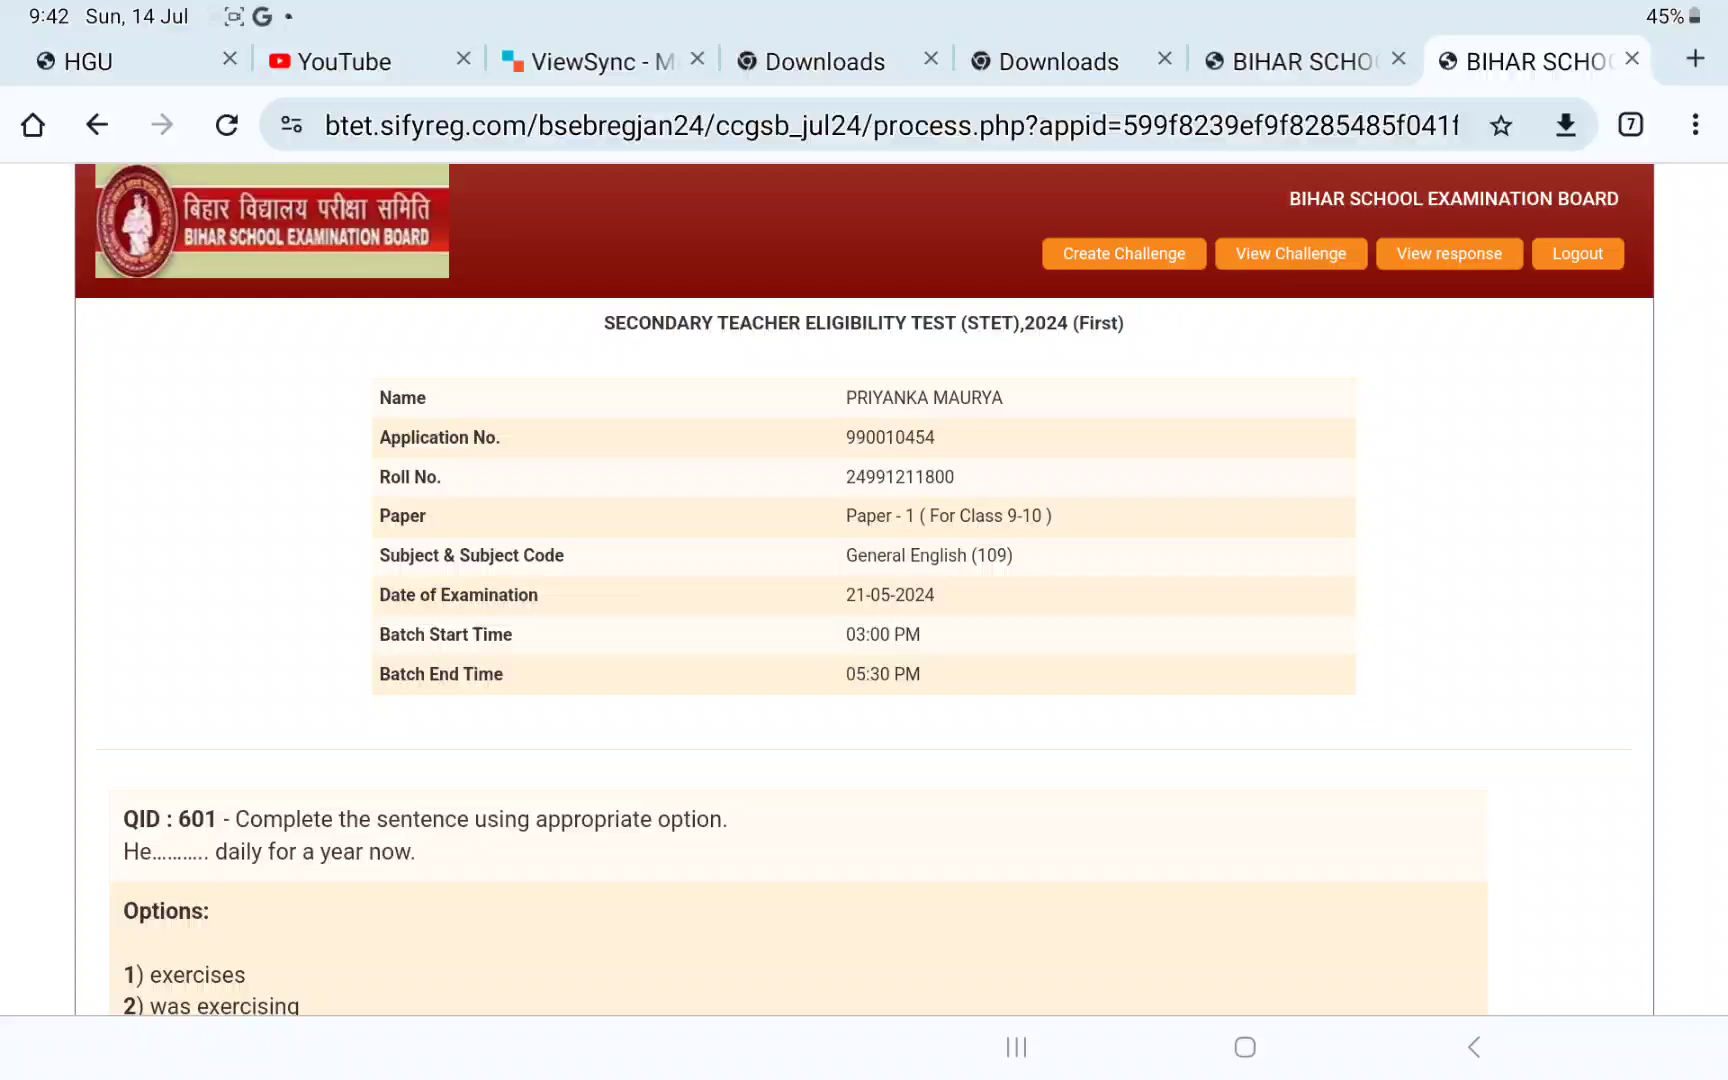 9:42 Sun, 14 Jul
45%
HGU
YouTube
ViewSync - M
Downloads
Downloads
BIHAR SCHO
BIHAR SCHO
btet.sifyreg.com/bsebregjan24/ccgsb_jul24/process.php?appid=599f8239ef9f8285485f041f
7
बिहार विद्यालय परीक्षा समिति
BIHAR SCHOOL EXAMINATION BOARD
BIHAR SCHOOL EXAMINATION BOARD
Create Challenge View Challenge View response Logout
SECONDARY TEACHER ELIGIBILITY TEST (STET),2024 (First)
Name PRIYANKA MAURYA
Application No. 990010454
Roll No. 24991211800
Paper Paper - 1 ( For Class 9-10 )
Subject & Subject Code General English (109)
Date of Examination 21-05-2024
Batch Start Time 03:00 PM
Batch End Time 05:30 PM
QID : 601 - Complete the sentence using appropriate option.
He........... daily for a year now.
Options:
1) exercises
2) was exercising